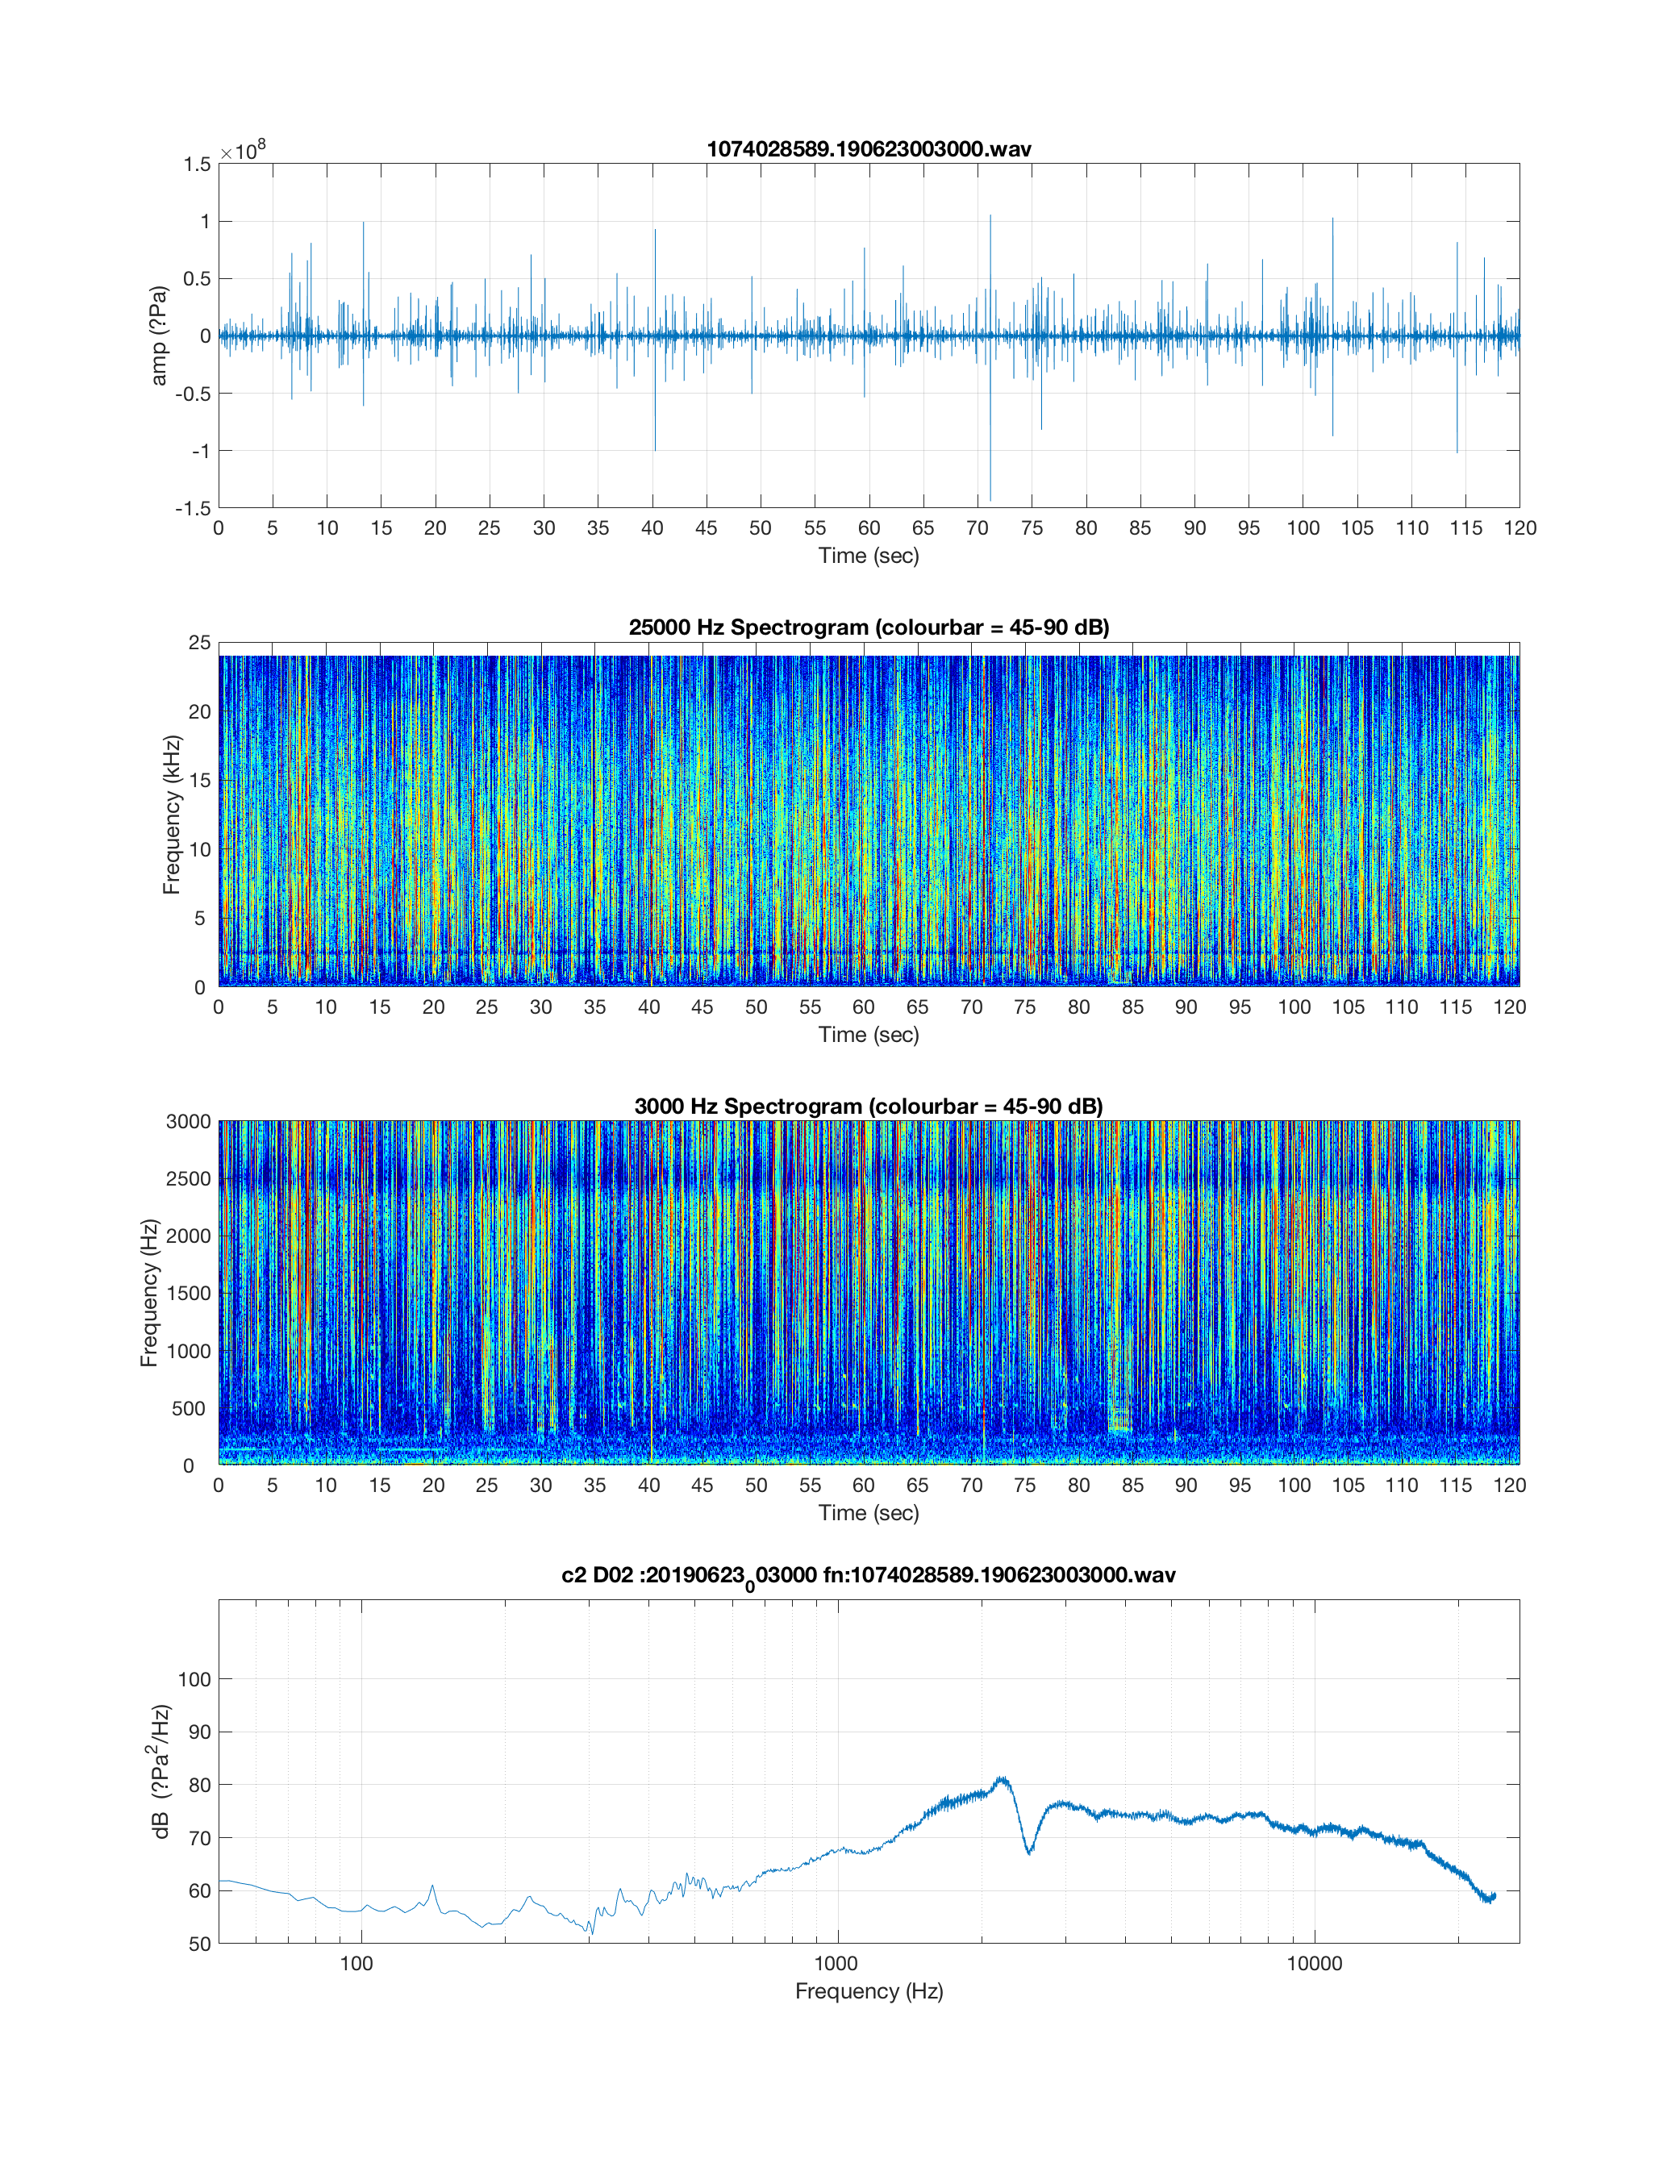 1074028589.190623003000.wav
×10⁸
1.5
1
0.5
0
-0.5
-1
-1.5
amp (?Pa)
0 5 10 15 20 25 30 35 40 45 50 55 60 65 70 75 80 85 90 95 100 105 110 115 120
Time (sec)
25000 Hz Spectrogram (colourbar = 45-90 dB)
25
20
15
10
5
0
Frequency (kHz)
0 5 10 15 20 25 30 35 40 45 50 55 60 65 70 75 80 85 90 95 100 105 110 115 120
Time (sec)
3000 Hz Spectrogram (colourbar = 45-90 dB)
3000
2500
2000
1500
1000
500
0
Frequency (Hz)
0 5 10 15 20 25 30 35 40 45 50 55 60 65 70 75 80 85 90 95 100 105 110 115 120
Time (sec)
c2 D02 :20190623₀03000 fn:1074028589.190623003000.wav
100
90
80
70
60
50
dB (?Pa²/Hz)
100 1000 10000
Frequency (Hz)